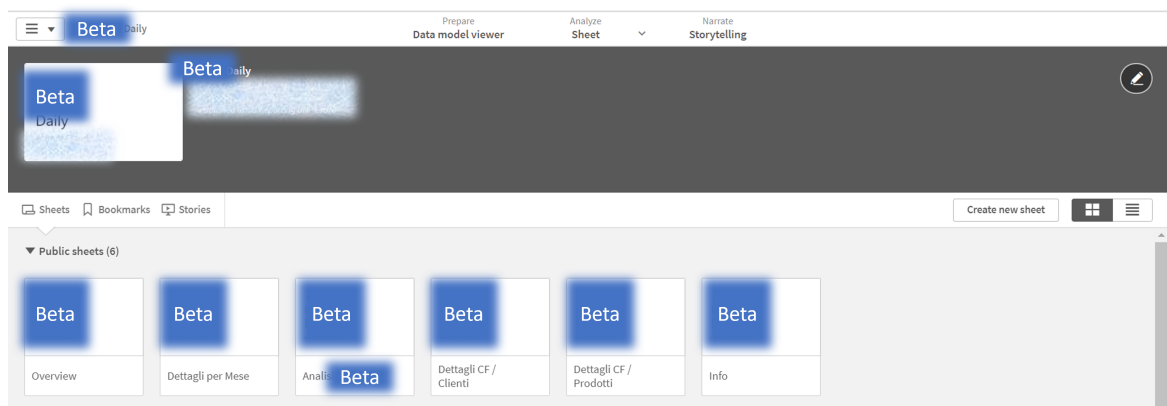 Beta Daily
Prepare
Data model viewer
Analyze
Sheet
Narrate
Storytelling
Beta Daily
Beta
Daily
Sheets Bookmarks Stories
Create new sheet
Public sheets (6)
Beta Beta Beta Beta Beta Beta
Overview
Dettagli per Mese
Beta
Dettagli CF /
Clienti
Dettagli CF /
Prodotti
Info